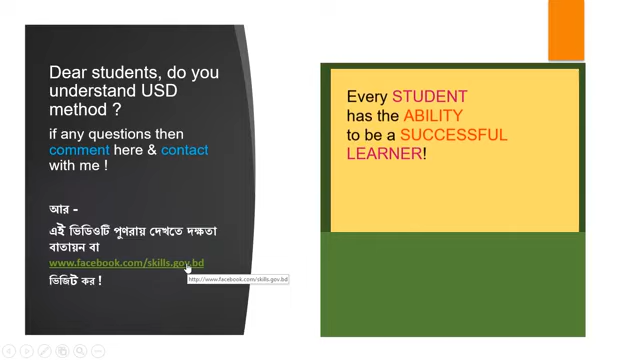 Dear students, do you
understand USD
method ?
if any questions then
comment here & contact
with me !
আর -
এই ভিডিওটি পুণরায় দেখতে দক্ষতা
বাতায়ন বা
www.facebook.com/skills.gov.bd
ভিজিট কর !
http://www.facebook.com/skills.gov.bd
Every STUDENT
has the ABILITY
to be a SUCCESSFUL
LEARNER!